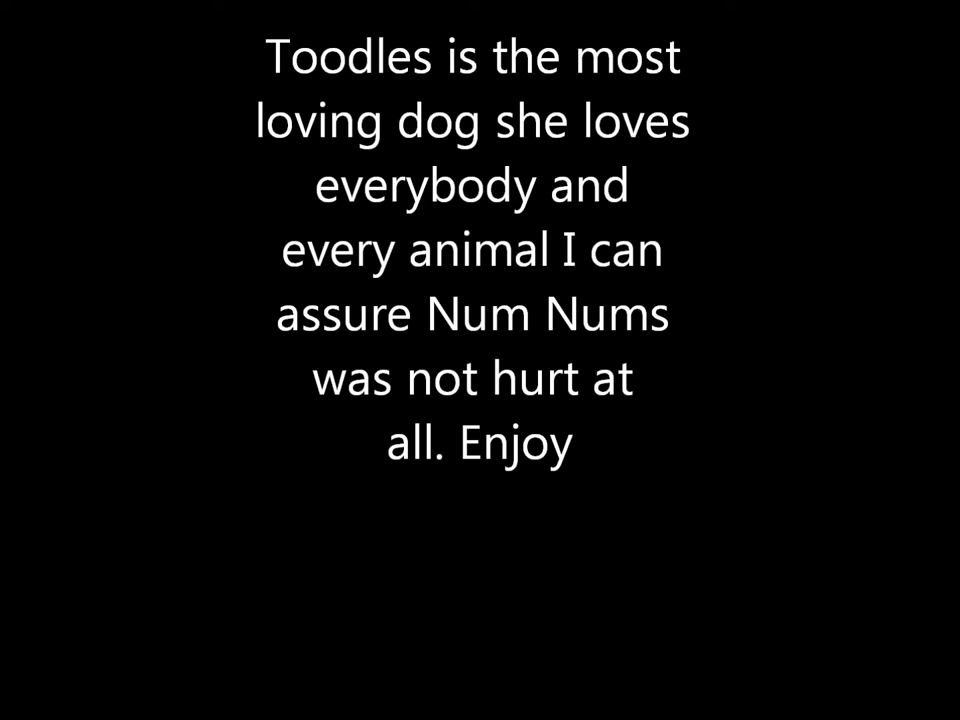 Toodles is the most
loving dog she loves
everybody and
every animal I can
assure Num Nums
was not hurt at
all. Enjoy